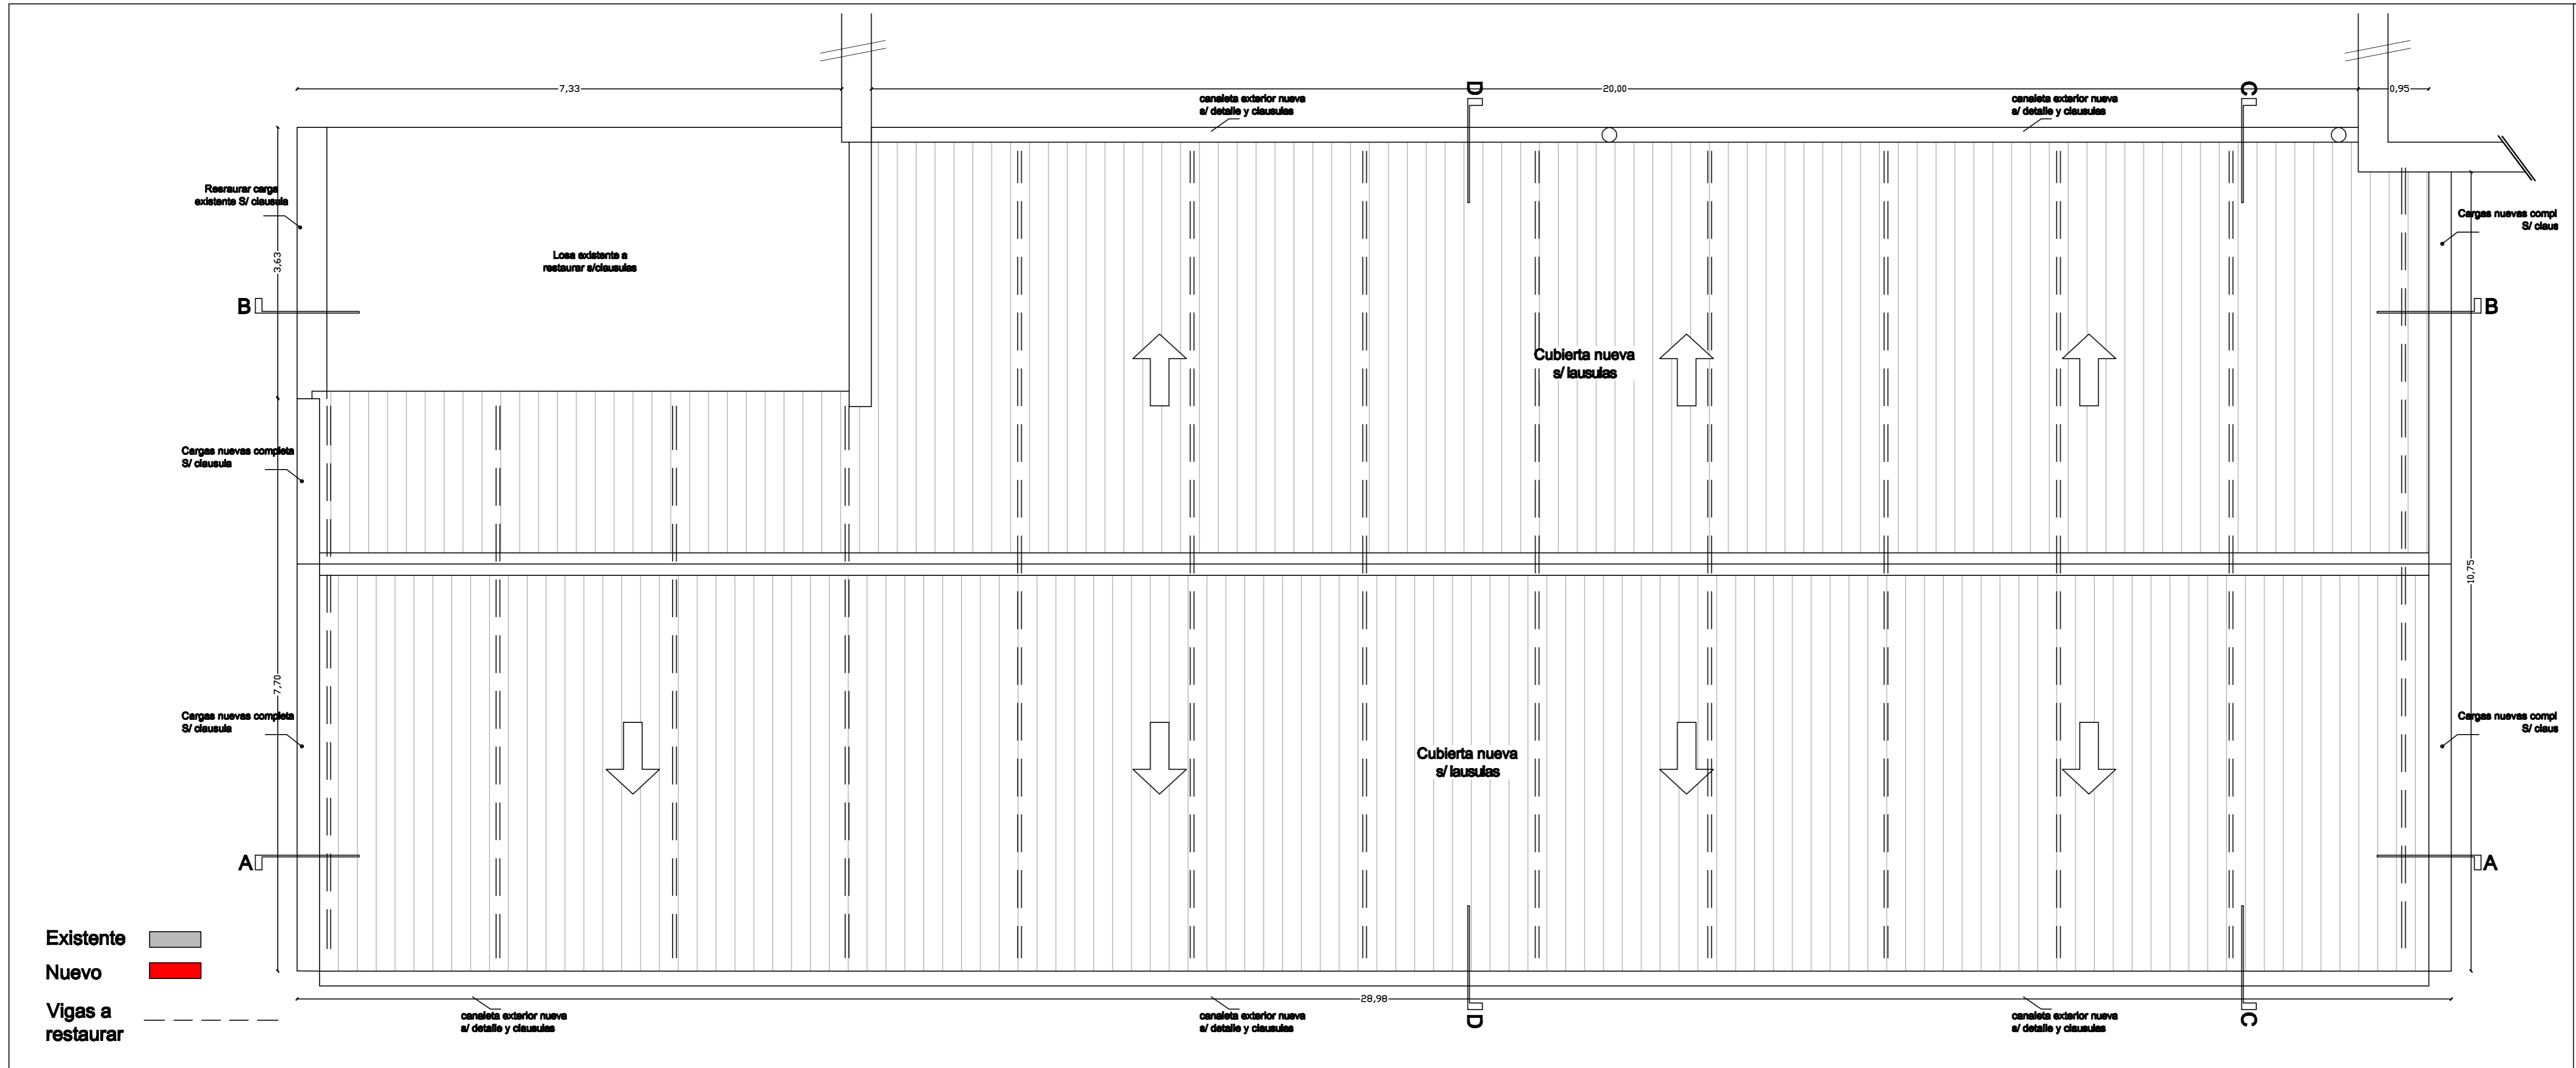 D
C
7,33
20,00
0,95
canaleta exterior nueva
s/ detalle y clausulas
canaleta exterior nueva
s/ detalle y clausulas
Resraurar carga
existente S/ clausula
3,63
Losa existente a
restaurar s/clausulas
Cargas nuevas compl
S/ claus
B
B
Cubierta nueva
s/ lausulas
Cargas nuevas completa
S/ clausula
10,75
7,70
Cargas nuevas completa
S/ clausula
Cargas nuevas compl
S/ claus
Cubierta nueva
s/ lausulas
A
A
Existente
Nuevo
Vigas a
restaurar
28,98
canaleta exterior nueva
s/ detalle y clausulas
canaleta exterior nueva
s/ detalle y clausulas
canaleta exterior nueva
s/ detalle y clausulas
D
C